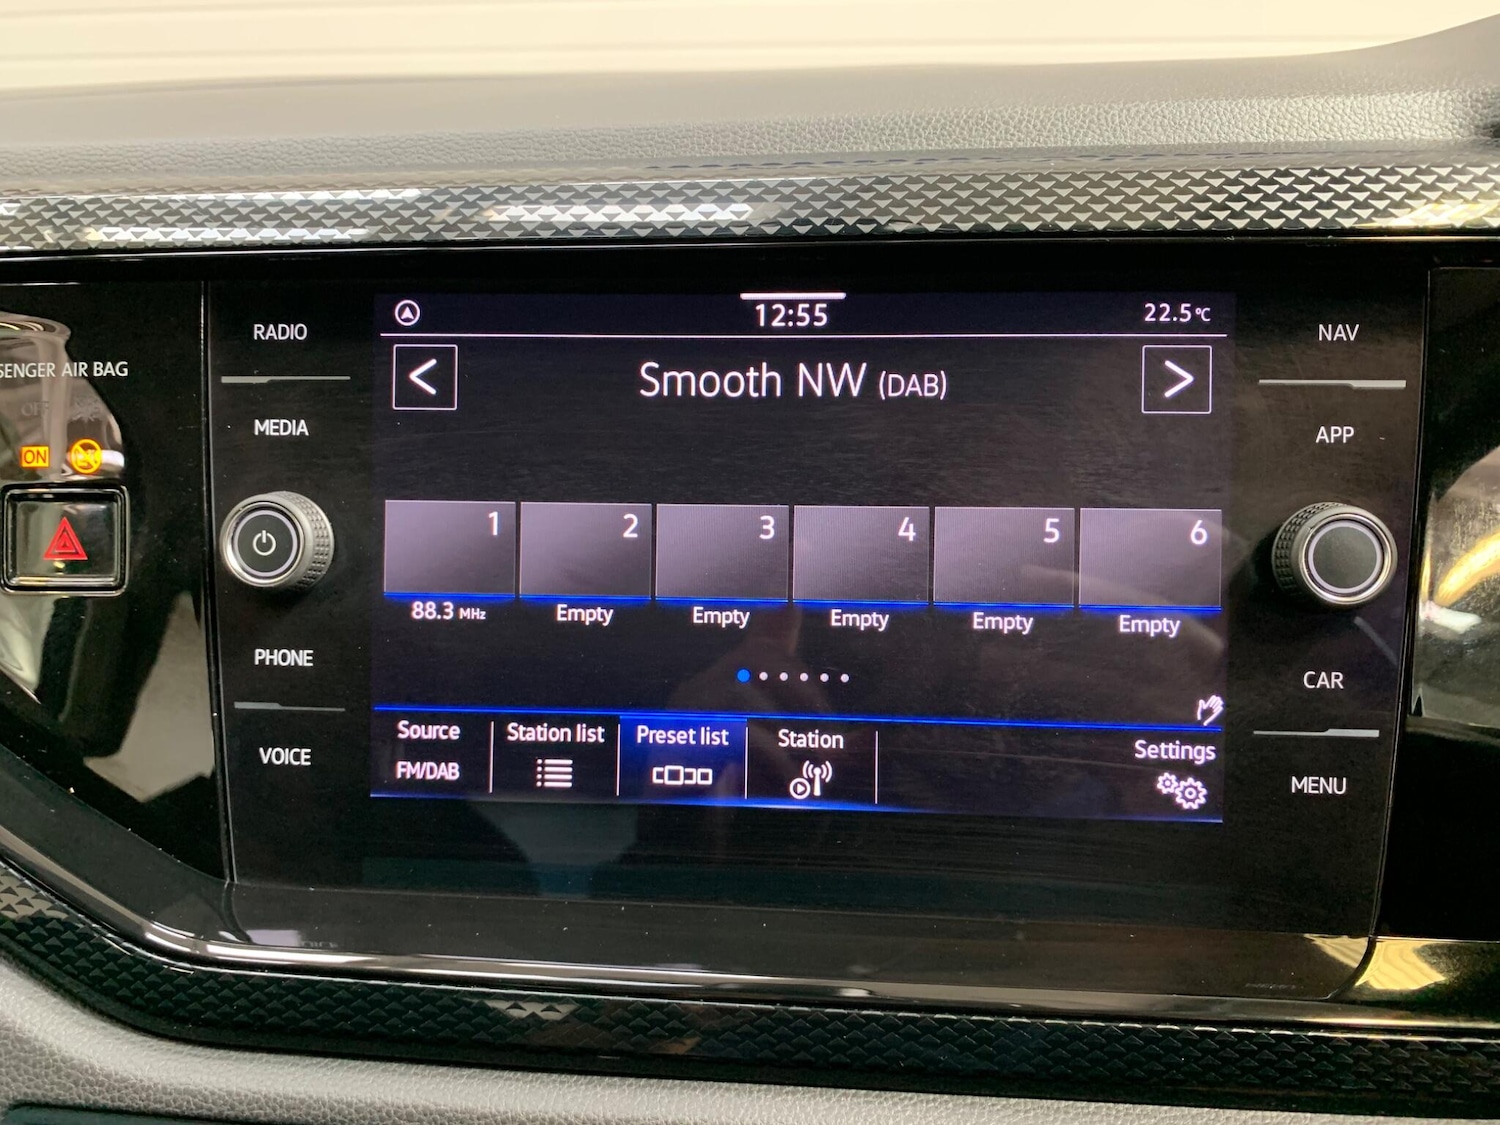 12:55
22.5°C
Smooth NW (DAB)
1 2 3 4 5 6
88.3 MHz Empty Empty Empty Empty Empty
Source Station list Preset list Station Settings
FM/DAB
RADIO
MEDIA
PHONE
VOICE
NAV
APP
CAR
MENU
SENGER AIR BAG
ON